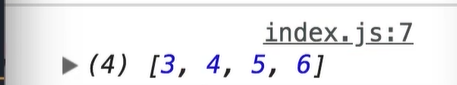 index.js:7
(4) [3, 4, 5, 6]